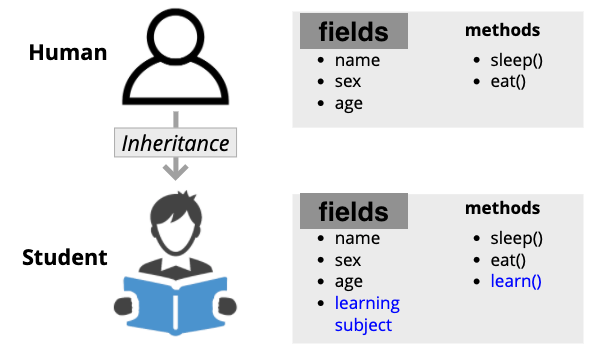 Human
fields
methods
• name
• sex
• age
• sleep()
• eat()
Inheritance
Student
fields
methods
• name
• sex
• age
• learning
subject
• sleep()
• eat()
• learn()